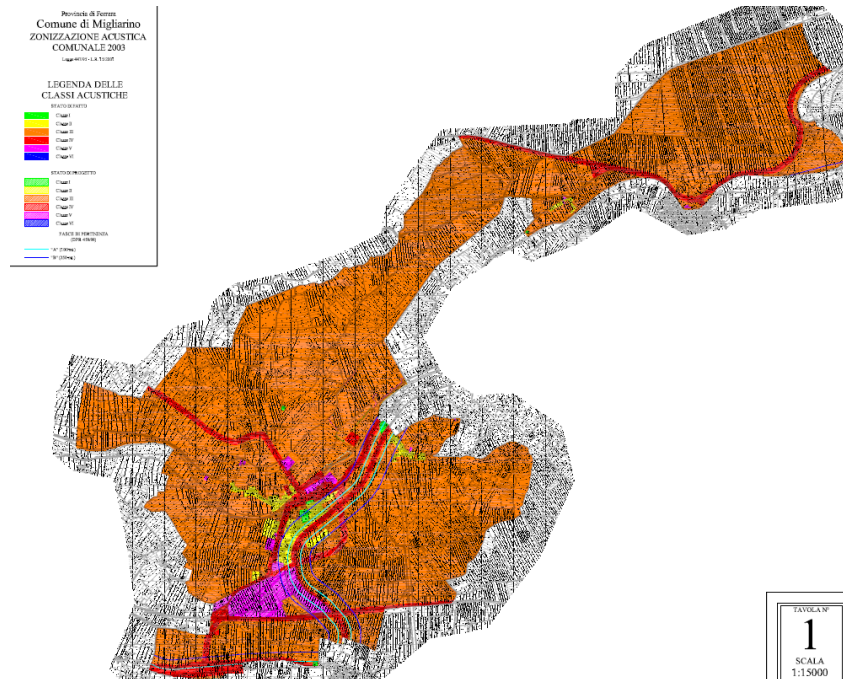 Provincia di Ferrara
Comune di Migliarino
ZONIZZAZIONE ACUSTICA
COMUNALE 2003
LEGENDA DELLE
CLASSI ACUSTICHE
STATO DI FATTO
Classe I
Classe II
Classe III
Classe IV
Classe V
Classe VI
STATO DI PROGETTO
Classe I
Classe II
Classe III
Classe IV
Classe V
Classe VI
FASCE DI PERTINENZA
"A"
"B"
TAVOLA N°
1
SCALA
1:15000